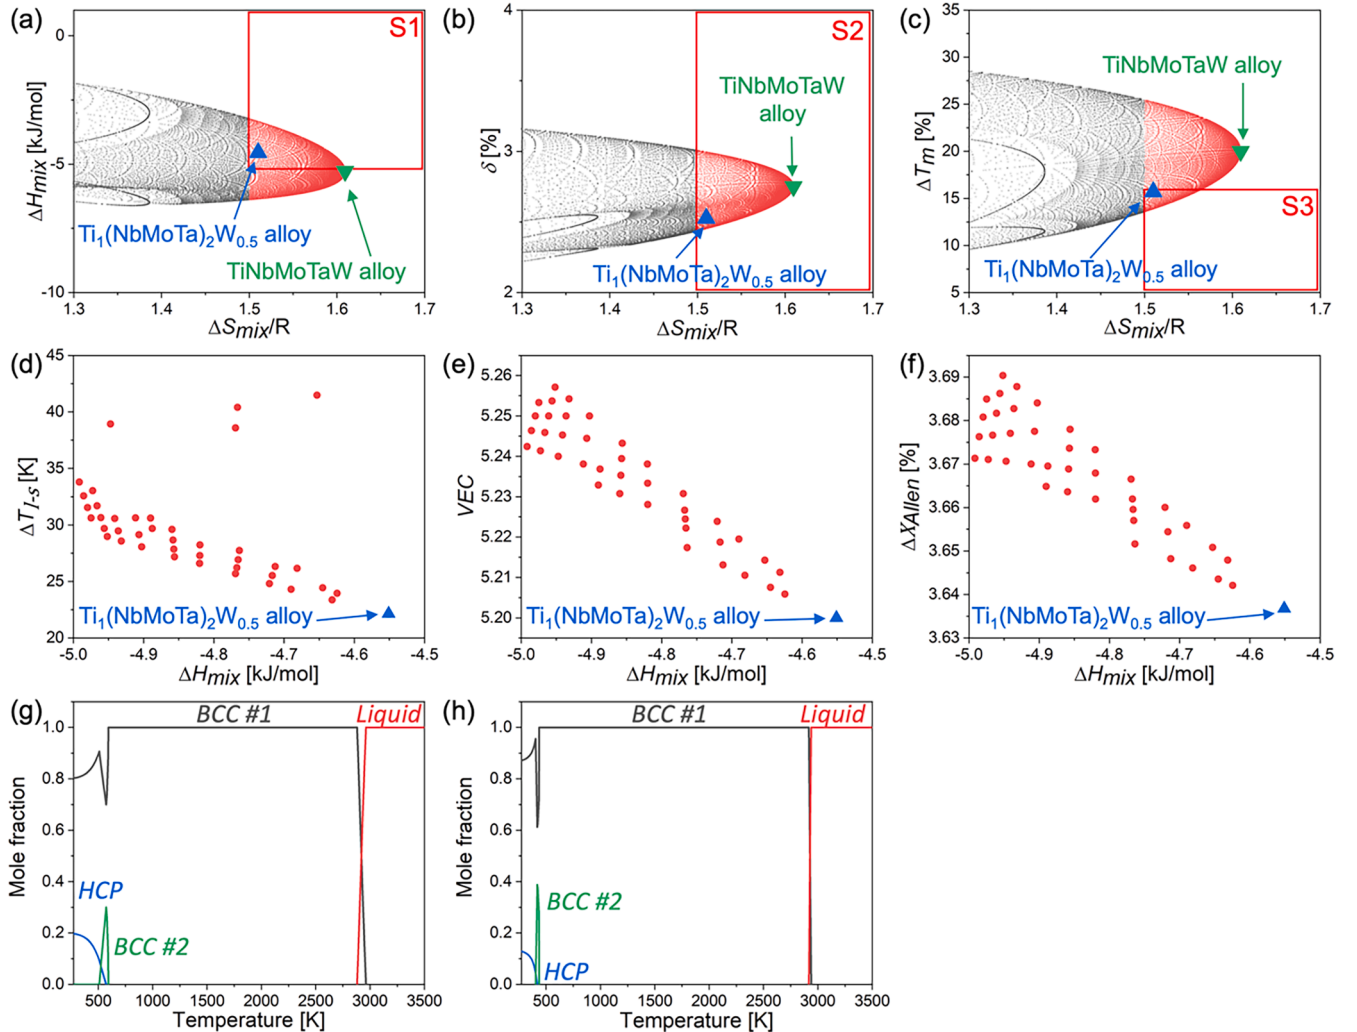 (a)
S1
0
-5
-10
ΔHmix [kJ/mol]
Ti1(NbMoTa)2W0.5 alloy
TiNbMoTaW alloy
1.3 1.4 1.5 1.6 1.7
ΔSmix/R
(b)
S2
4
3
2
δ [%]
TiNbMoTaW
alloy
Ti1(NbMoTa)2W0.5 alloy
1.3 1.4 1.5 1.6 1.7
ΔSmix/R
(c)
35
30
25
20
15
10
5
ΔTm [%]
TiNbMoTaW alloy
S3
Ti1(NbMoTa)2W0.5 alloy
1.3 1.4 1.5 1.6 1.7
ΔSmix/R
(d)
45
40
35
30
25
20
ΔTl-s [K]
Ti1(NbMoTa)2W0.5 alloy
-5.0 -4.9 -4.8 -4.7 -4.6 -4.5
ΔHmix [kJ/mol]
(e)
5.26
5.25
5.24
5.23
5.22
5.21
5.20
VEC
Ti1(NbMoTa)2W0.5 alloy
-5.0 -4.9 -4.8 -4.7 -4.6 -4.5
ΔHmix [kJ/mol]
(f)
3.69
3.68
3.67
3.66
3.65
3.64
3.63
ΔXAllen [%]
Ti1(NbMoTa)2W0.5 alloy
-5.0 -4.9 -4.8 -4.7 -4.6 -4.5
ΔHmix [kJ/mol]
(g)
BCC #1
Liquid
1.0
0.8
0.6
0.4
0.2
0.0
Mole fraction
HCP
BCC #2
500 1000 1500 2000 2500 3000 3500
Temperature [K]
(h)
BCC #1
Liquid
1.0
0.8
0.6
0.4
0.2
0.0
Mole fraction
BCC #2
HCP
500 1000 1500 2000 2500 3000 3500
Temperature [K]